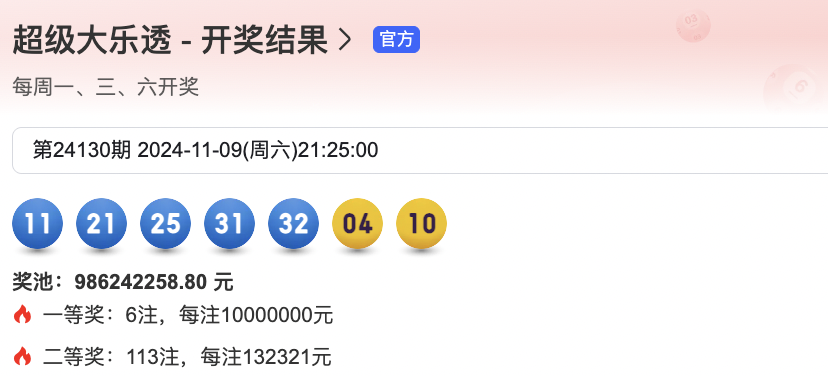 超级大乐透 - 开奖结果 官方
每周一、三、六开奖
第24130期 2024-11-09(周六)21:25:00
11 21 25 31 32 04 10
奖池：986242258.80 元
一等奖：6注，每注10000000元
二等奖：113注，每注132321元
03
6